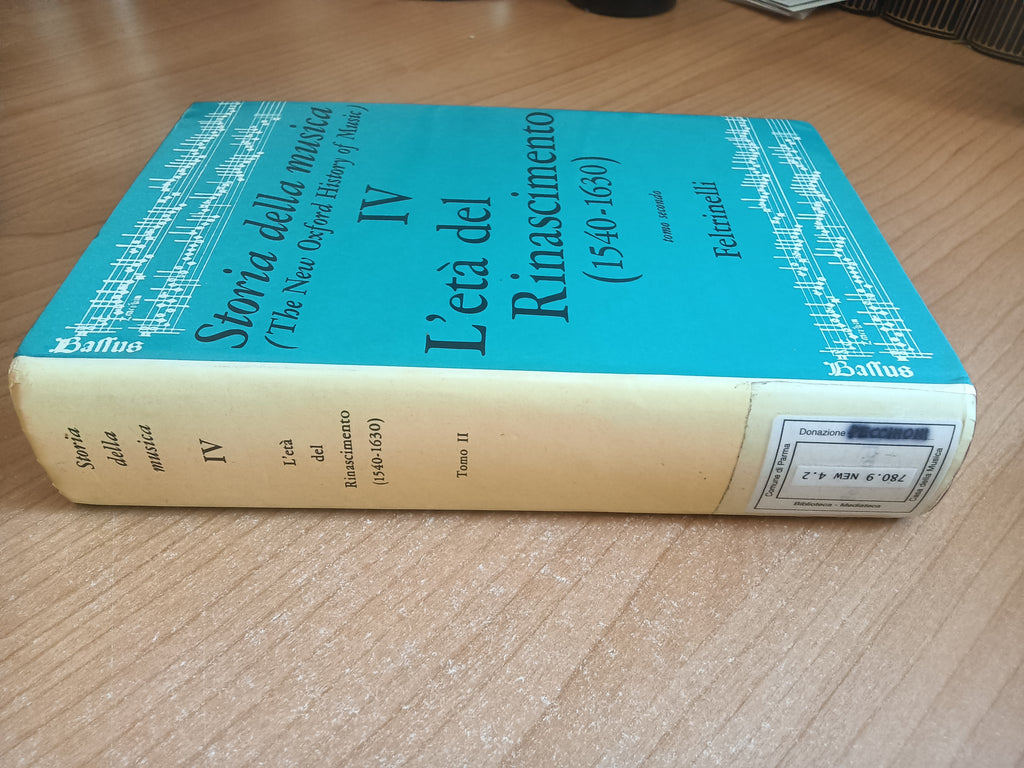 Storia della musica
(The New Oxford History of Music)
IV
L'età del
Rinascimento
(1540-1630)
tomo secondo
Feltrinelli
Bassus
Bassus
Storia
della
musica
IV
L'età
del
Rinascimento
(1540-1630)
Tomo II
Donazione
Comune di Parma
780.9 NEW 4.2
Casa della Musica
Biblioteca - Mediateca